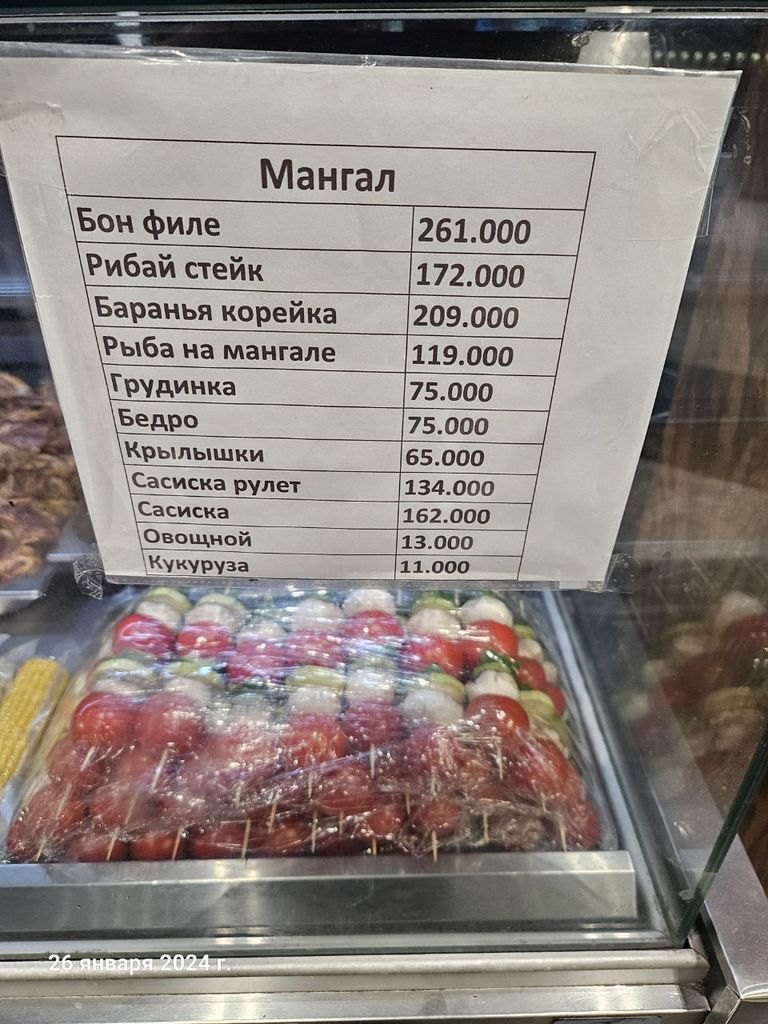 Мангал
Бон филе 261.000
Рибай стейк 172.000
Баранья корейка 209.000
Рыба на мангале 119.000
Грудинка 75.000
Бедро 75.000
Крылышки 65.000
Сасиска рулет 134.000
Сасиска 162.000
Овощной 13.000
Кукуруза 11.000
26 января 2024 г.